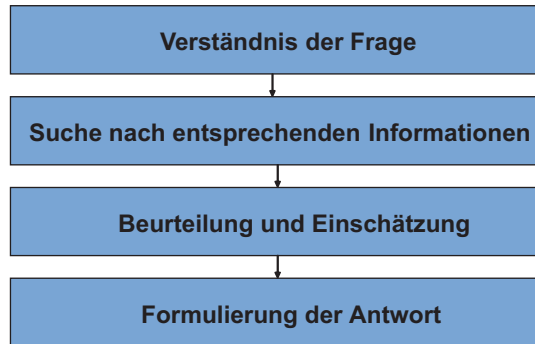 Verständnis der Frage
Suche nach entsprechenden Informationen
Beurteilung und Einschätzung
Formulierung der Antwort